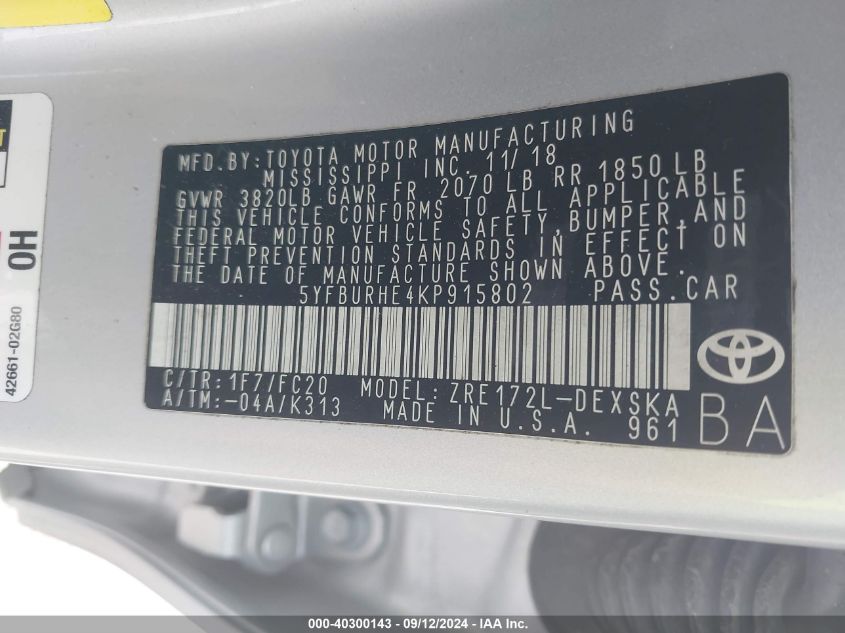 MFD.BY:TOYOTA MOTOR MANUFACTURING
MISSISSIPPI INC. 11/18
GVWR 3820LB GAWR FR 2070 LB RR 1850 LB
THIS VEHICLE CONFORMS TO ALL APPLICABLE
FEDERAL MOTOR VEHICLE SAFETY,BUMPER,AND
THEFT PREVENTION STANDARDS IN EFFECT ON
THE DATE OF MANUFACTURE SHOWN ABOVE.
5YFBURHE4KP915802 PASS.CAR
C/TR:1F7/FC20 MODEL:ZRE172L-DEXSKA
A/TM:-04A/K313 MADE IN U.S.A. 961
BA
HO
42661-02G80
000-40300143 - 09/12/2024 - IAA Inc.